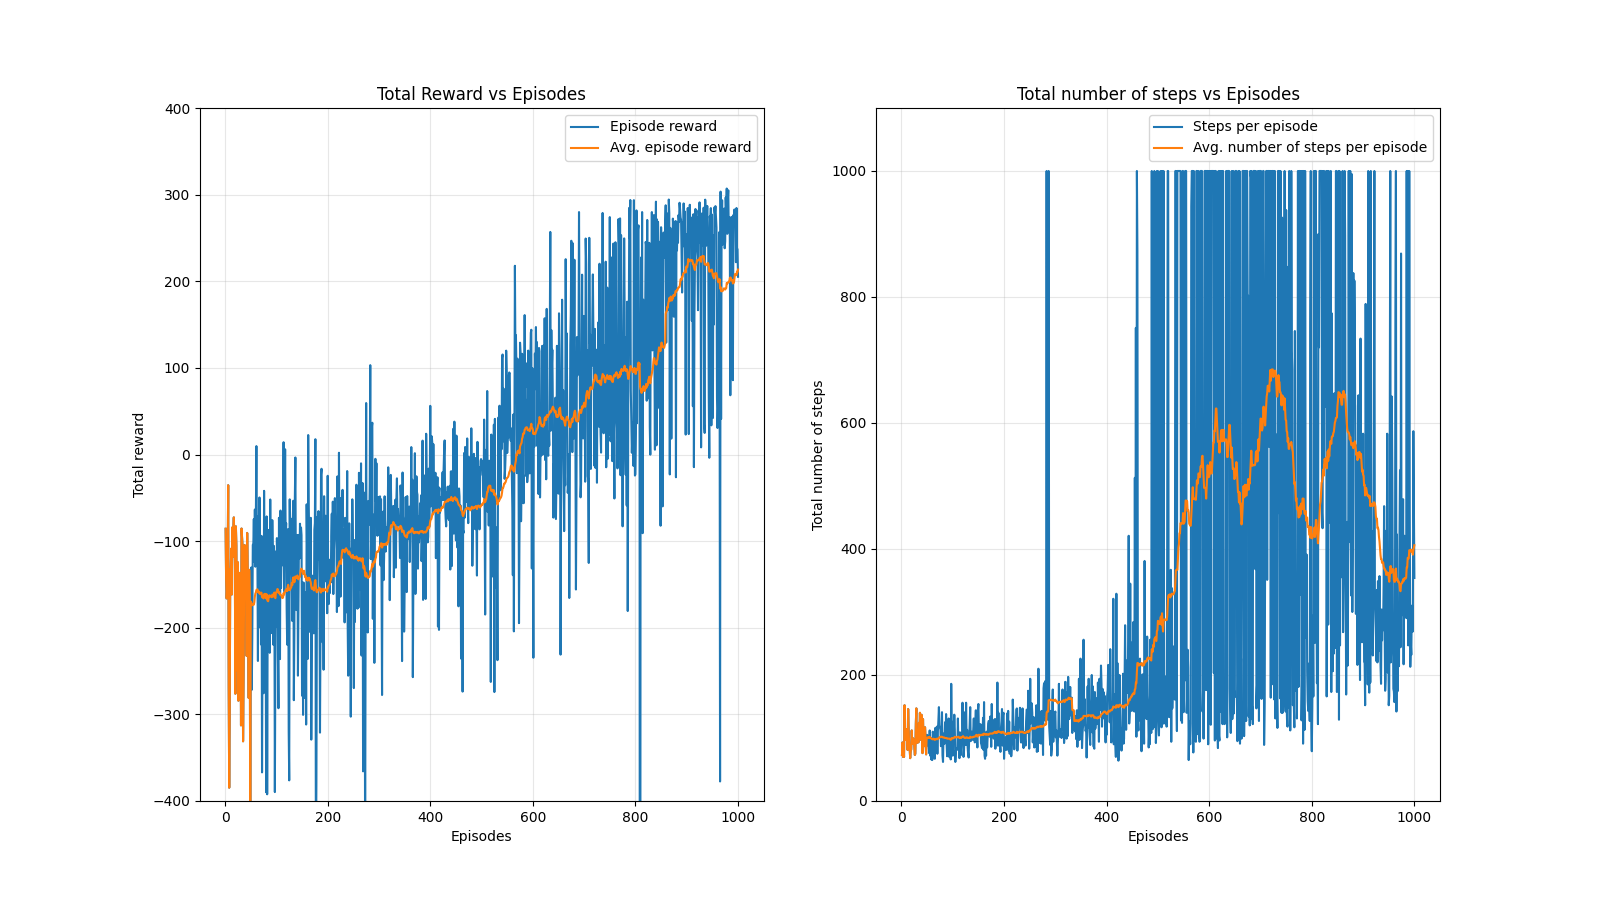 Total Reward vs Episodes
400
300
200
100
0
−100
−200
−300
−400
Total reward
Episode reward
Avg. episode reward
0
200
400
600
800
1000
Episodes
Total number of steps vs Episodes
1000
800
600
400
200
0
Total number of steps
Steps per episode
Avg. number of steps per episode
0
200
400
600
800
1000
Episodes